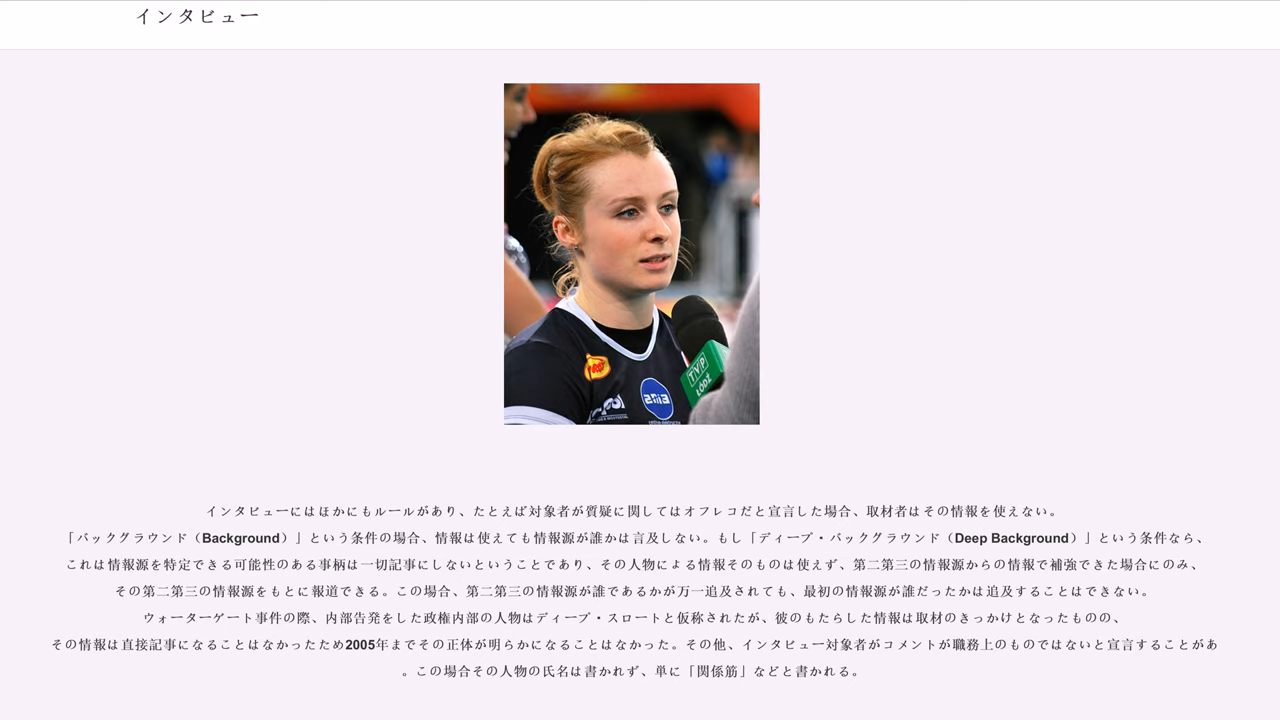 インタビュー
TVP
ŁÓDŹ
インタビューにはほかにもルールがあり、たとえば対象者が質疑に関してはオフレコだと宣言した場合、取材者はその情報を使えない。
「バックグラウンド（Background）」という条件の場合、情報は使えても情報源が誰かは言及しない。もし「ディープ・バックグラウンド（Deep Background）」という条件なら、
これは情報源を特定できる可能性のある事柄は一切記事にしないということであり、その人物による情報そのものは使えず、第二第三の情報源からの情報で補強できた場合にのみ、
その第二第三の情報源をもとに報道できる。この場合、第二第三の情報源が誰であるかが万一追及されても、最初の情報源が誰だったかは追及することはできない。
ウォーターゲート事件の際、内部告発をした政権内部の人物はディープ・スロートと仮称されたが、彼のもたらした情報は取材のきっかけとなったものの、
その情報は直接記事になることはなかったため2005年までその正体が明らかになることはなかった。その他、インタビュー対象者がコメントが職務上のものではないと宣言することがあ
。この場合その人物の氏名は書かれず、単に「関係筋」などと書かれる。